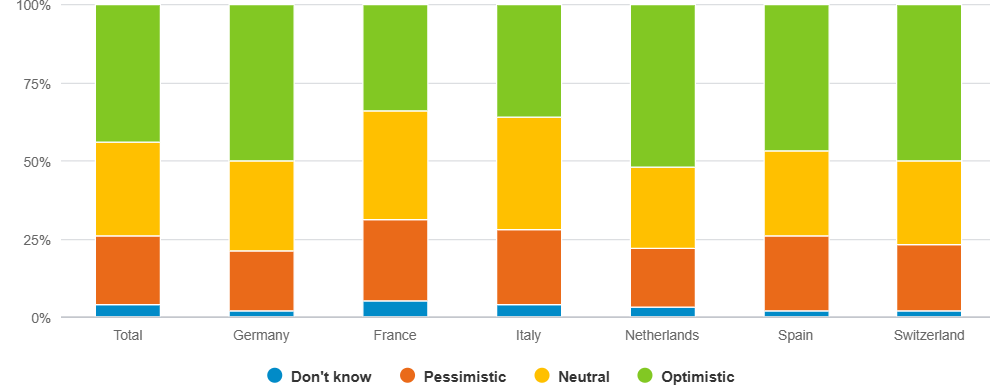 100%
75%
50%
25%
0%
Total Germany France Italy Netherlands Spain Switzerland
Don't know Pessimistic Neutral Optimistic